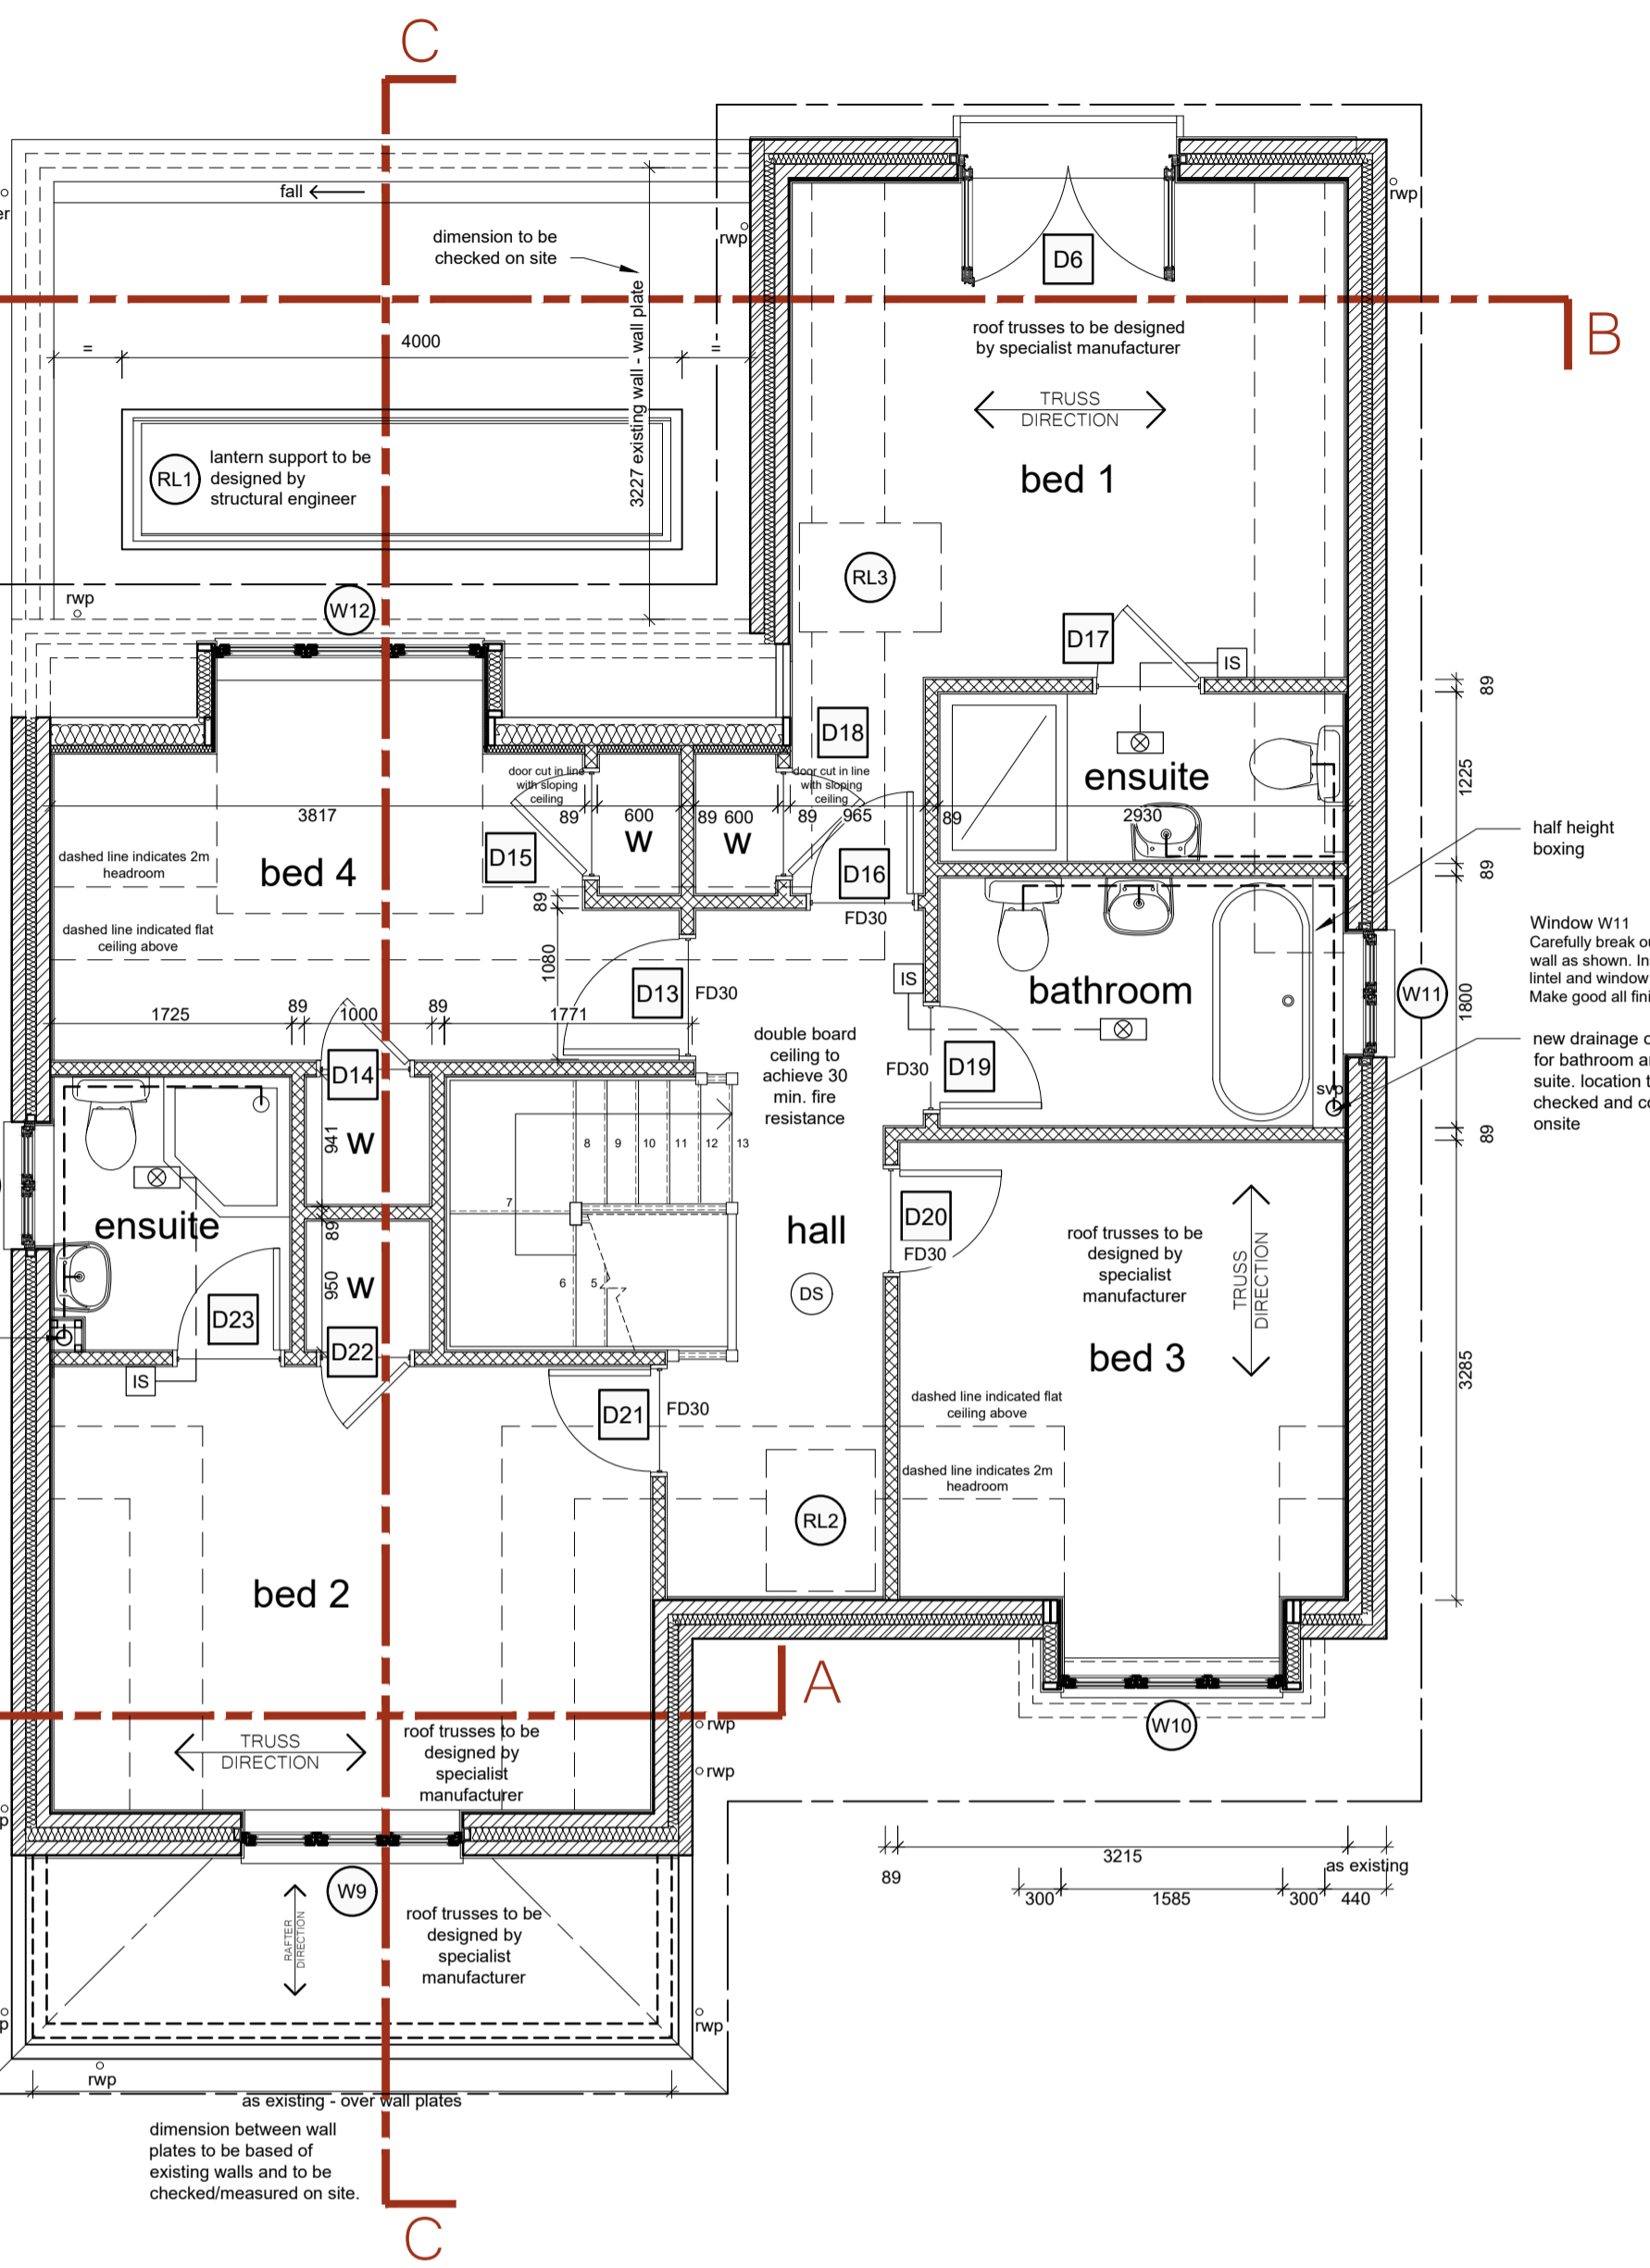 C
fall
er
rwp
rwp
dimension to be
checked on site
D6
B
roof trusses to be designed
by specialist manufacturer
=
4000
=
3227 existing wall - wall plate
TRUSS
DIRECTION
bed 1
RL1
lantern support to be
designed by
structural engineer
RL3
rwp
W12
D17
IS
89
D18
door cut in line
with sloping
ceiling
door cut in line
with sloping
ceiling
ensuite
1225
3817
89
600
89
600
89
965
89
2930
W
W
half height
boxing
dashed line indicates 2m
headroom
bed 4
D15
D16
89
89
FD30
dashed line indicated flat
ceiling above
Window W11
Carefully break ou
wall as shown. In
lintel and window
Make good all fini
1080
IS
bathroom
D13
FD30
W11
1800
1725
89
1000
89
1771
double board
ceiling to
achieve 30
min. fire
resistance
new drainage c
for bathroom a
suite. location t
checked and co
onsite
FD30
D19
D14
svp
89
941
W
8
9
10
11
12
13
7
ensuite
89
hall
D20
FD30
roof trusses to be
designed by
specialist
manufacturer
TRUSS
DIRECTION
950
W
6
5
DS
D23
D22
bed 3
3285
IS
D21
FD30
dashed line indicated flat
ceiling above
dashed line indicates 2m
headroom
RL2
bed 2
A
rwp
W10
TRUSS
DIRECTION
roof trusses to be
designed by
specialist
manufacturer
rwp
p
3215
as existing
89
300
1585
300
440
W9
RAFTER
DIRECTION
roof trusses to be
designed by
specialist
manufacturer
p
rwp
rwp
as existing - over wall plates
dimension between wall
plates to be based of
existing walls and to be
checked/measured on site.
C